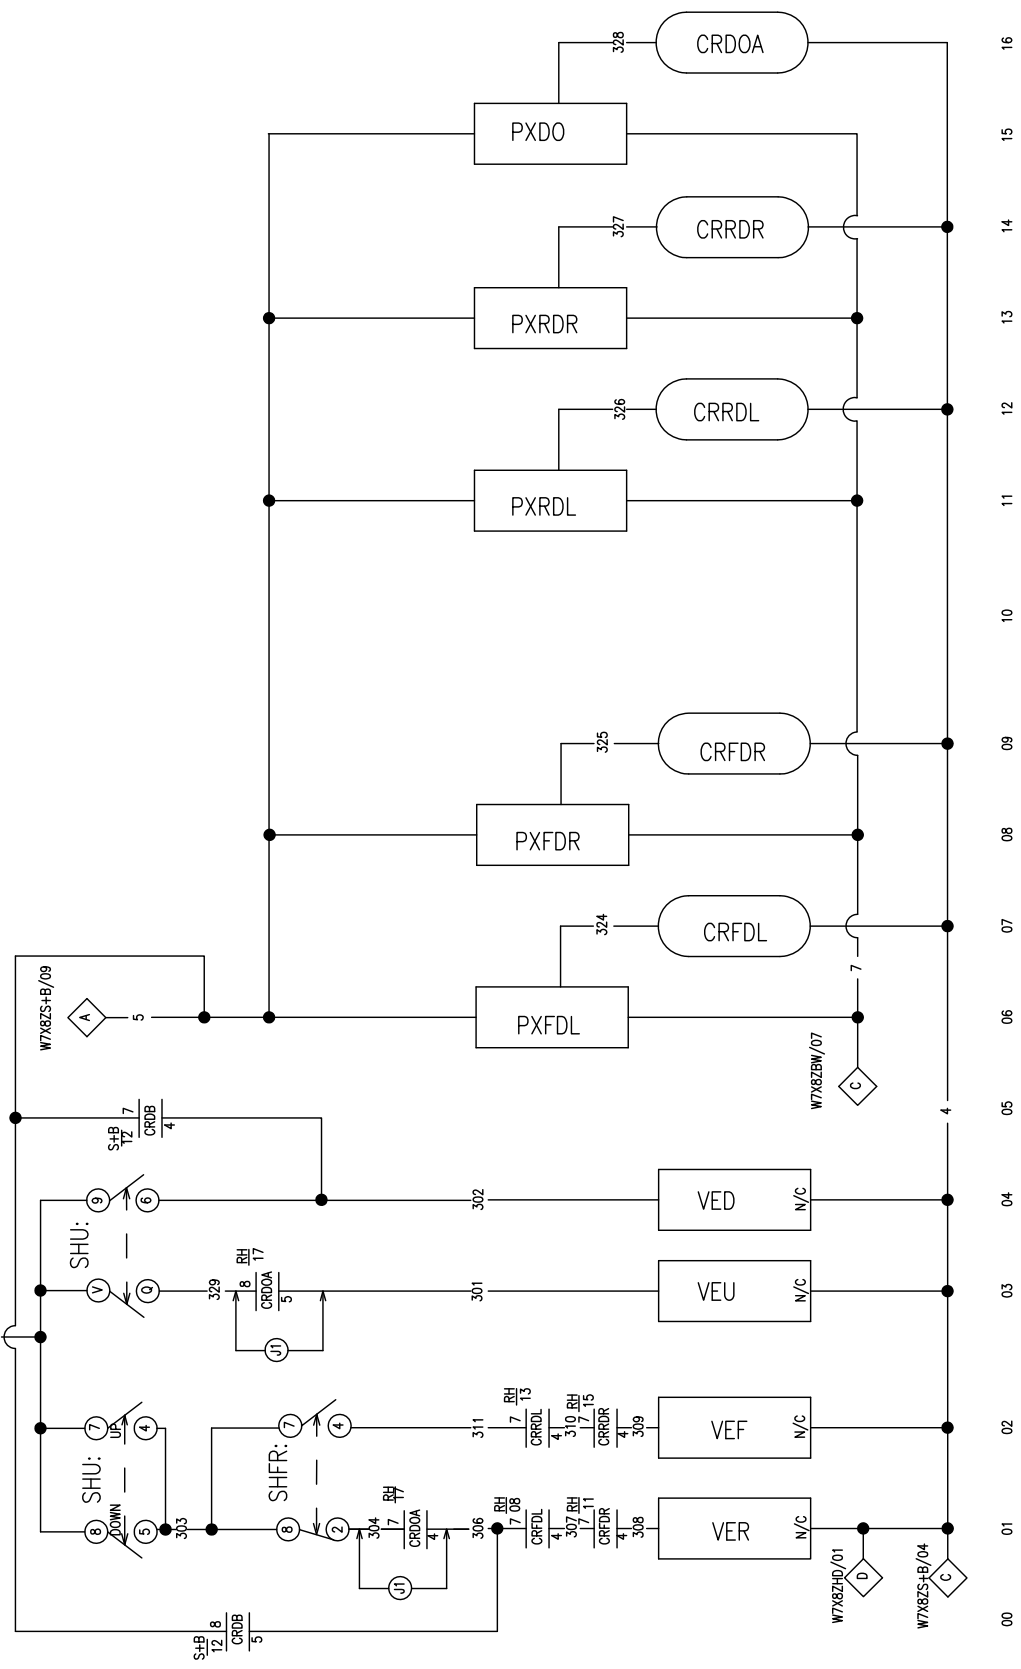 16
CRDOA
328
15
PXDO
14
CRRDR
327
13
PXRDR
12
CRRDL
326
11
PXRDL
10
09
CRFDR
325
08
PXFDR
07
CRFDL
324
06
W7X8ZS+B/09
A
5
PXFDL
7
W7X8ZBW/07
C
05
S+B
12
7
CRDB
4
4
04
SHU:
9
6
302
VED
N/C
03
V
Q
329
RH
17
8
CRDOA
5
J1
301
VEU
N/C
02
SHU:
7
UP
4
SHFR:
7
4
311
RH
13
7
CRRDL
4
310
RH
15
7
CRRDR
4
309
VEF
N/C
01
8
DOWN
5
303
8
2
304
RH
17
7
CRDOA
4
J1
306
RH
08
7
CRFDL
4
307
RH
11
7
CRFDR
4
308
VER
N/C
W7X8ZHD/01
D
W7X8ZS+B/04
C
00
S+B
12
8
CRDB
5